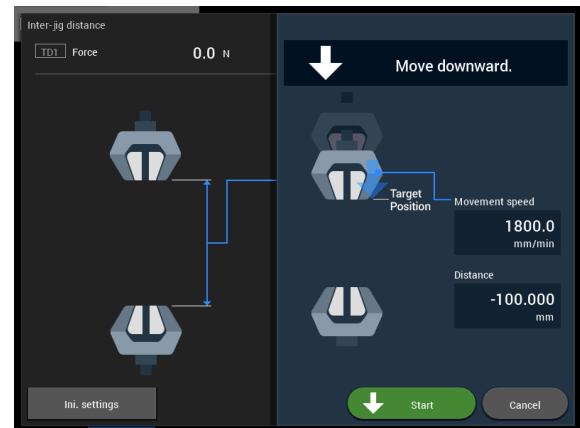 Inter-jig distance
TD1 Force 0.0 N
Move downward.
Target
Position
Movement speed
1800.0
mm/min
Distance
-100.000
mm
Ini. settings
Start
Cancel